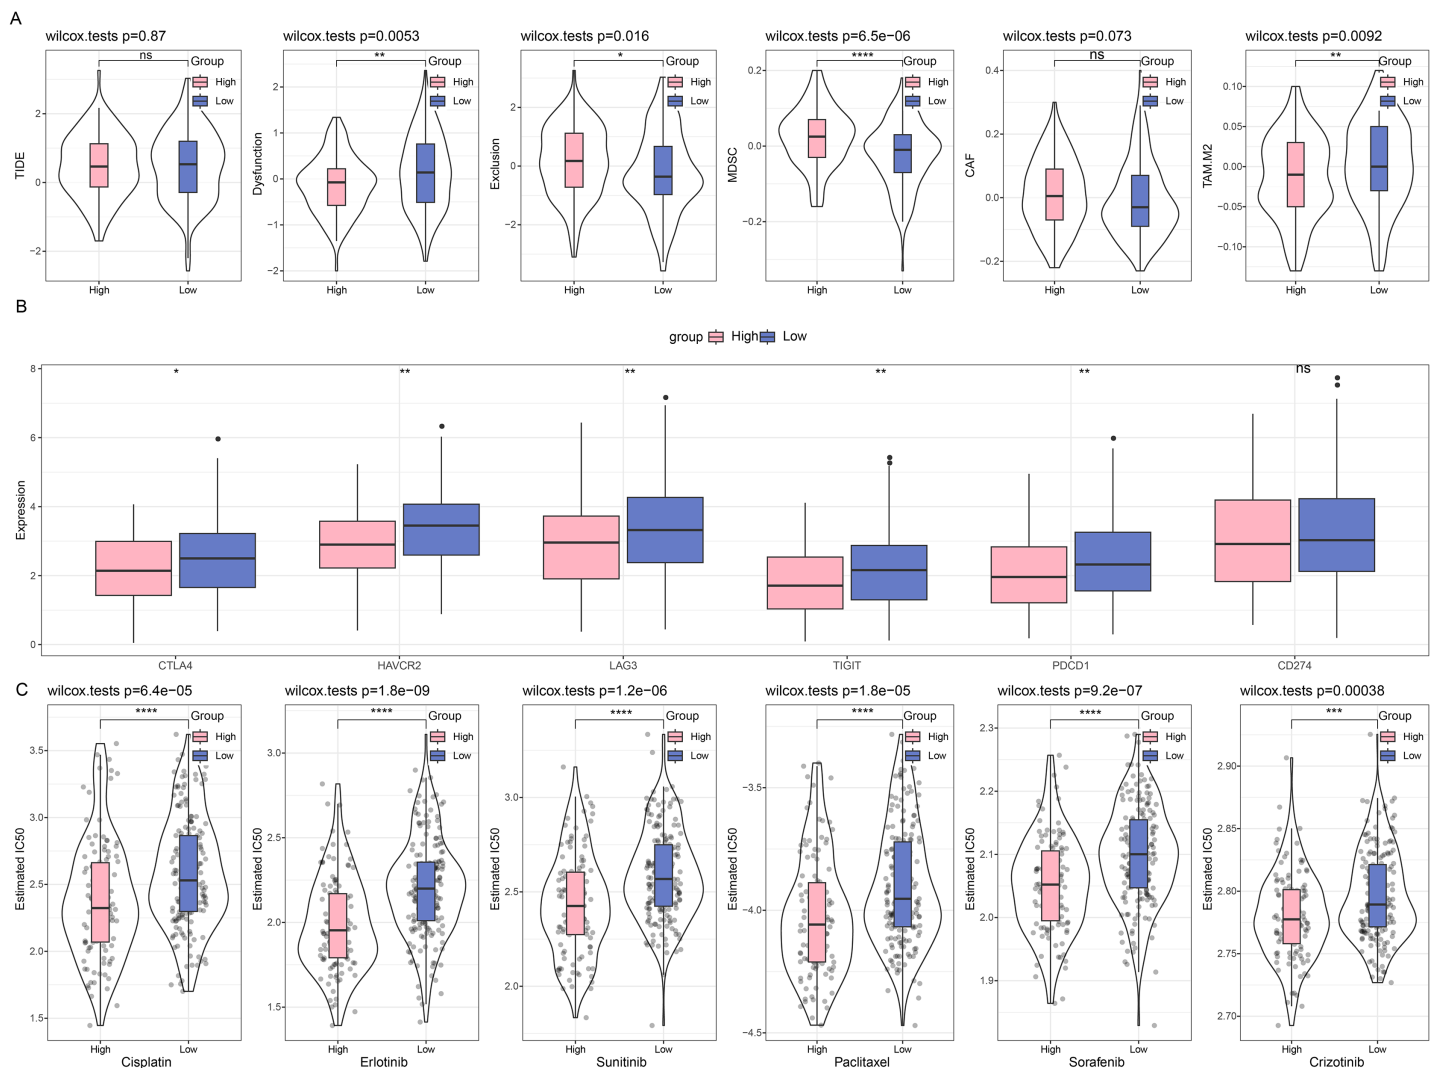 A
wilcox.tests p=0.87
ns
Group
High
Low
TIDE
2
0
−2
High
Low
wilcox.tests p=0.0053
**
Group
High
Low
Dysfunction
2
1
0
−1
−2
High
Low
wilcox.tests p=0.016
*
Group
High
Low
Exclusion
2
0
−2
High
Low
wilcox.tests p=6.5e−06
****
Group
High
Low
MDSC
0.2
0.0
−0.2
High
Low
wilcox.tests p=0.073
ns
Group
High
Low
CAF
0.4
0.2
0.0
−0.2
High
Low
wilcox.tests p=0.0092
**
Group
High
Low
TAM.M2
0.10
0.05
0.00
−0.05
−0.10
High
Low
B
group High Low
Expression
8
6
4
2
0
* ** ** ** ** ns
CTLA4 HAVCR2 LAG3 TIGIT PDCD1 CD274
C
wilcox.tests p=6.4e−05
****
Group
High
Low
Estimated IC50
3.5
3.0
2.5
2.0
1.5
High
Low
Cisplatin
wilcox.tests p=1.8e−09
****
Group
High
Low
Estimated IC50
3.0
2.5
2.0
1.5
High
Low
Erlotinib
wilcox.tests p=1.2e−06
****
Group
High
Low
Estimated IC50
3.0
2.5
2.0
High
Low
Sunitinib
wilcox.tests p=1.8e−05
****
Group
High
Low
Estimated IC50
−3.5
−4.0
−4.5
High
Low
Paclitaxel
wilcox.tests p=9.2e−07
****
Group
High
Low
Estimated IC50
2.3
2.2
2.1
2.0
1.9
High
Low
Sorafenib
wilcox.tests p=0.00038
***
Group
High
Low
Estimated IC50
2.90
2.85
2.80
2.75
2.70
High
Low
Crizotinib